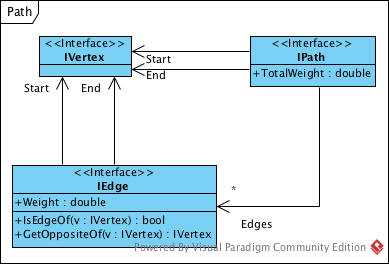 Path
<<Interface>>
IVertex
<<Interface>>
IPath
+TotalWeight : double
Start
End
Start
End
<<Interface>>
IEdge
+Weight : double
+IsEdgeOf(v : IVertex) : bool
+GetOppositeOf(v : IVertex) : IVertex
*
Edges
Powered By Visual Paradigm Community Edition